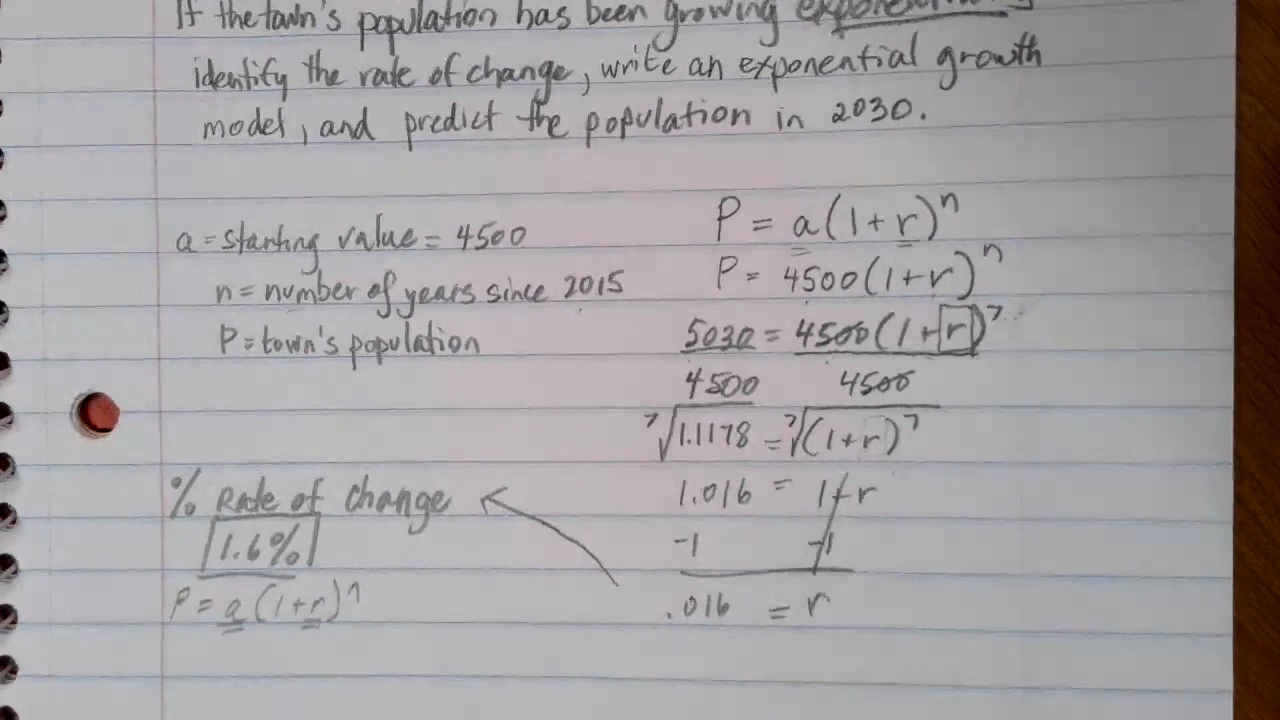 If the town's population has been growing exponentially
identify the rate of change, write an exponential growth
model, and predict the population in 2030.
a = starting value = 4500
n = number of years since 2015
P = town's population
P = a(1+r)^n
P = 4500(1+r)^n
5030 = 4500(1+r)^7
4500 4500
⁷√1.1178 = ⁷√(1+r)^7
1.016 = 1+r
-1 -1
.016 = r
% Rate of change
1.6%
P = a(1+r)^n